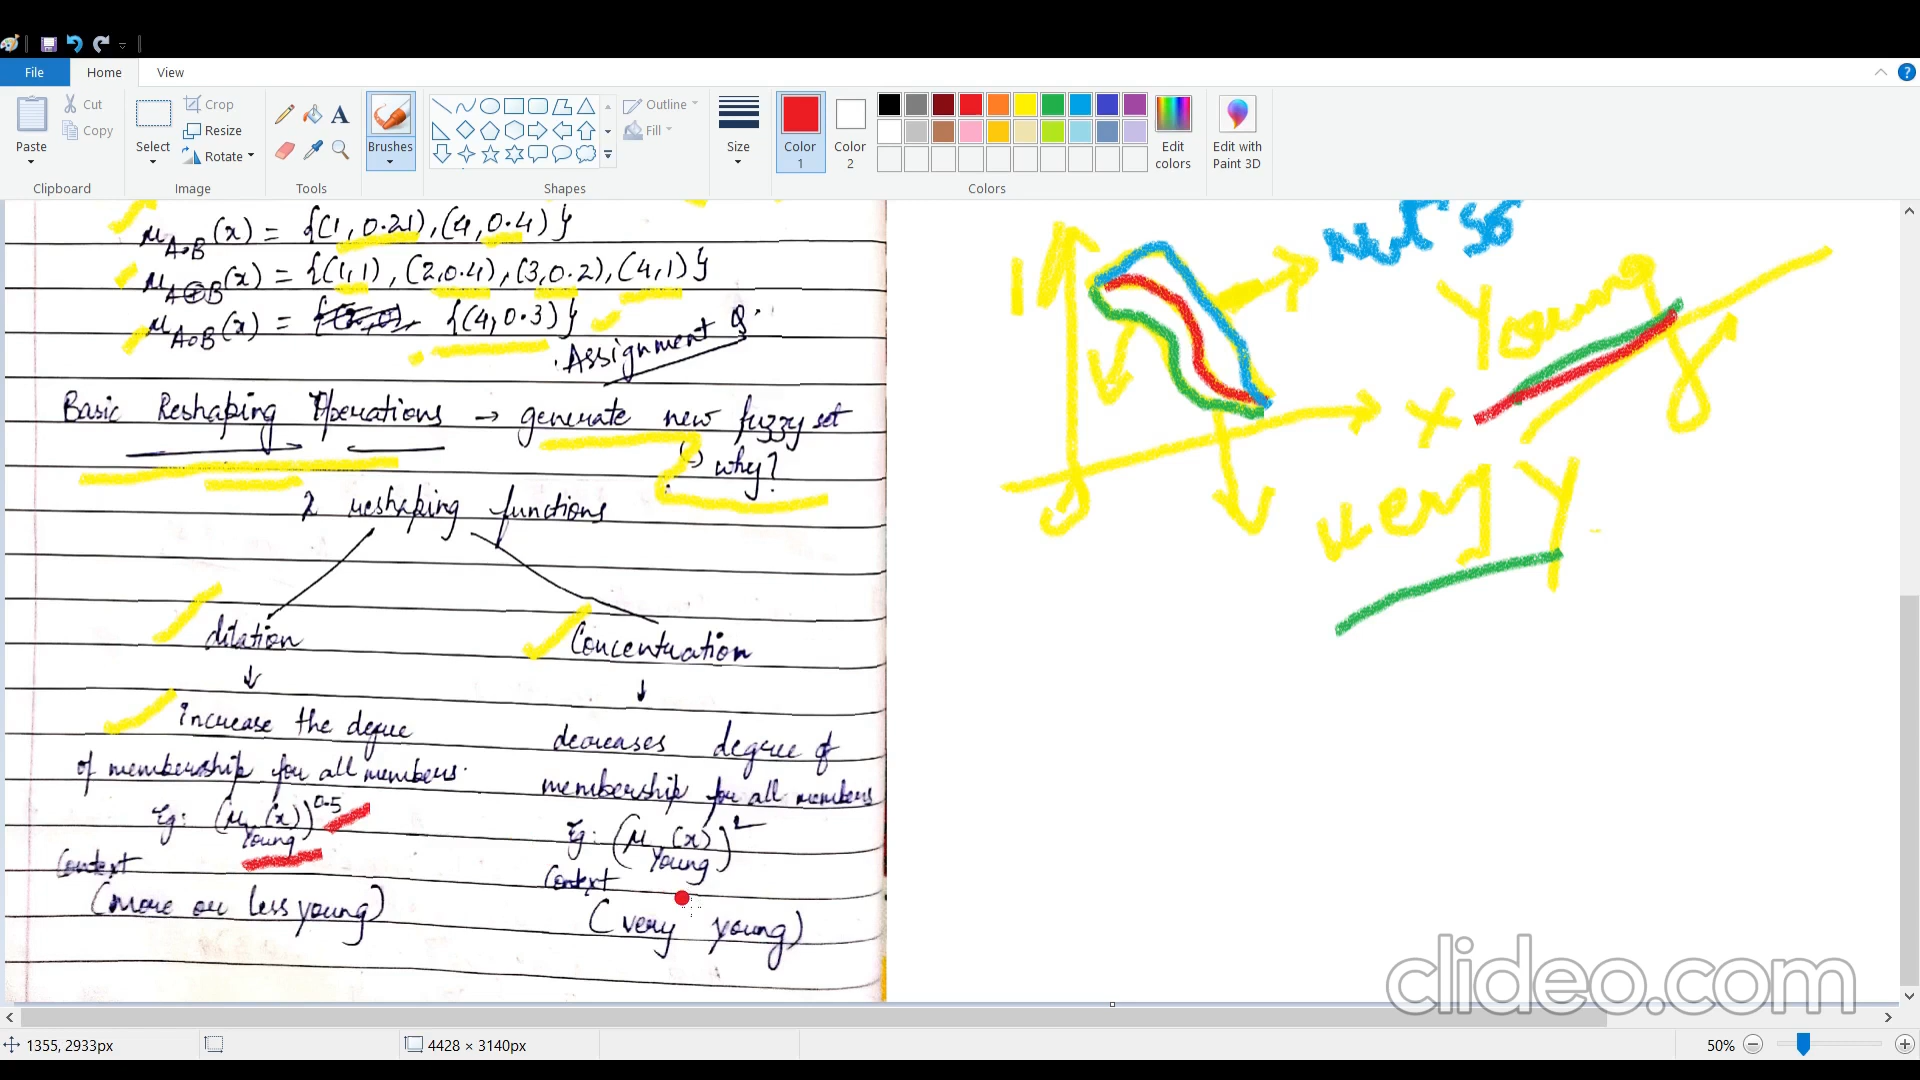 File Home View
Paste Cut Copy Clipboard
Select Crop Resize Rotate Image
A Tools
Brushes
Outline Fill Shapes
Size
Color 1 Color 2 Edit colors Colors
Edit with Paint 3D
μA·B(x) = {(1, 0.21), (4, 0.4)}
μA⊕B(x) = {(1,1), (2,0.4), (3,0.2), (4,1)}
μA⊙B(x) = {(4,0.3)}
Assignment Q.
Basic Reshaping Operations → generate new fuzzy set
↳ why?
2 reshaping functions
dilation
Concentration
↓
↓
increase the degree
of membership for all members.
Eg: (μ Young (x))^0.5
Context
(more or less young)
decreases degree of
membership for all members
Eg: (μ Young (x))^2
Context
(very young)
1
Not so
Young
X
very Y
clideo.com
1355, 2933px 4428 × 3140px 50%